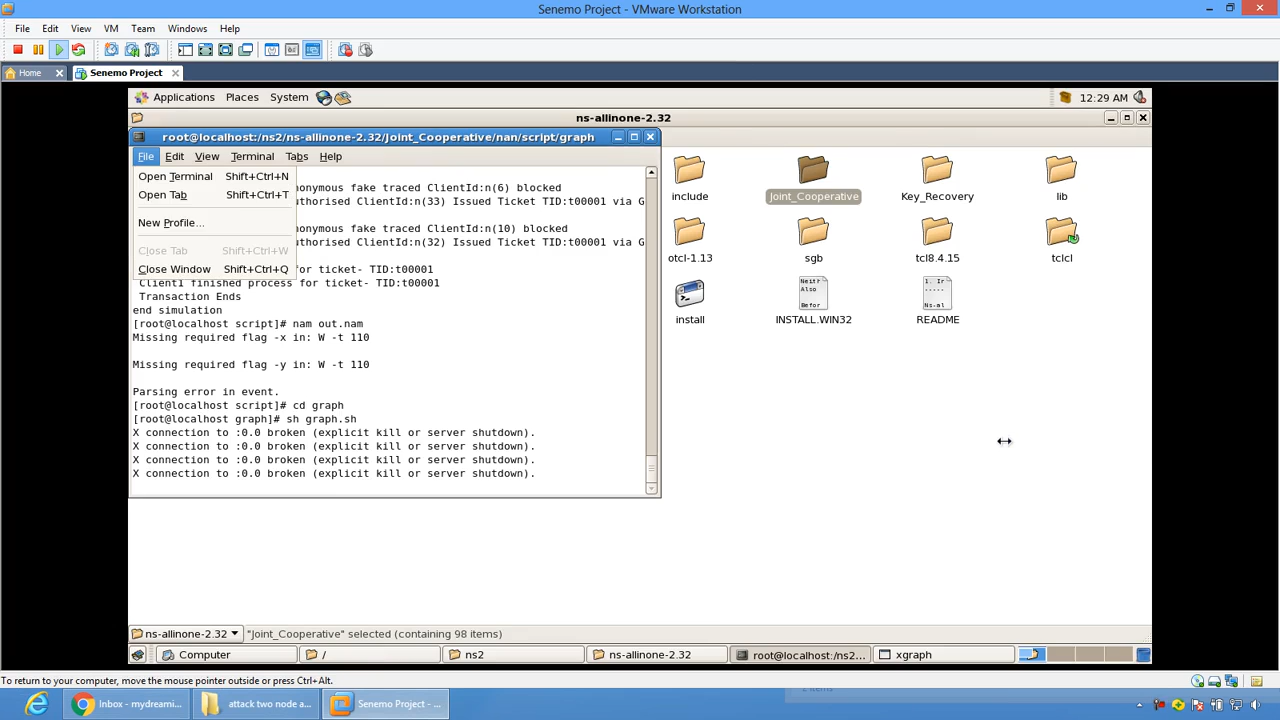 Senemo Project - VMware Workstation
File Edit View VM Team Windows Help
Home Senemo Project
Applications Places System 12:29 AM
ns-allinone-2.32
root@localhost:/ns2/ns-allinone-2.32/Joint_Cooperative/nan/script/graph
File Edit View Terminal Tabs Help
Open Terminal Shift+Ctrl+N
Open Tab Shift+Ctrl+T
New Profile...
Close Tab Shift+Ctrl+W
Close Window Shift+Ctrl+Q
onymous fake traced ClientId:n(6) blocked
uthorised ClientId:n(33) Issued Ticket TID:t00001 via G
onymous fake traced ClientId:n(10) blocked
uthorised ClientId:n(32) Issued Ticket TID:t00001 via G
for ticket- TID:t00001
Client1 finished process for ticket- TID:t00001
Transaction Ends
end simulation
[root@localhost script]# nam out.nam
Missing required flag -x in: W -t 110
Missing required flag -y in: W -t 110
Parsing error in event.
[root@localhost script]# cd graph
[root@localhost graph]# sh graph.sh
X connection to :0.0 broken (explicit kill or server shutdown).
X connection to :0.0 broken (explicit kill or server shutdown).
X connection to :0.0 broken (explicit kill or server shutdown).
X connection to :0.0 broken (explicit kill or server shutdown).
include Joint_Cooperative Key_Recovery lib
otcl-1.13 sgb tcl8.4.15 tclcl
install INSTALL.WIN32 README
ns-allinone-2.32 "Joint_Cooperative" selected (containing 98 items)
Computer / ns2 ns-allinone-2.32 root@localhost:/ns2... xgraph
To return to your computer, move the mouse pointer outside or press Ctrl+Alt.
Inbox - mydreami... attack two node a... Senemo Project - ...